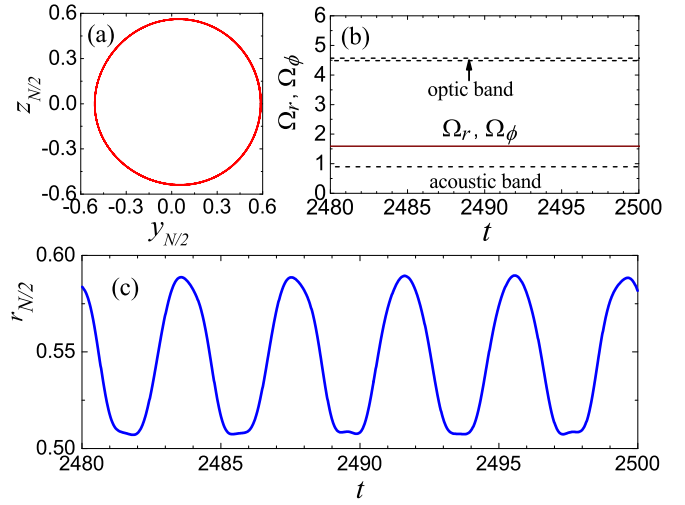 (a)
0.6
0.3
0.0
-0.3
-0.6
z_{N/2}
-0.6 -0.3 0.0 0.3 0.6
y_{N/2}
(b)
6
5
4
3
2
1
0
Ω_r, Ω_ϕ
optic band
Ω_r, Ω_ϕ
acoustic band
2480 2485 2490 2495 2500
t
(c)
0.60
0.55
0.50
r_{N/2}
2480 2485 2490 2495 2500
t